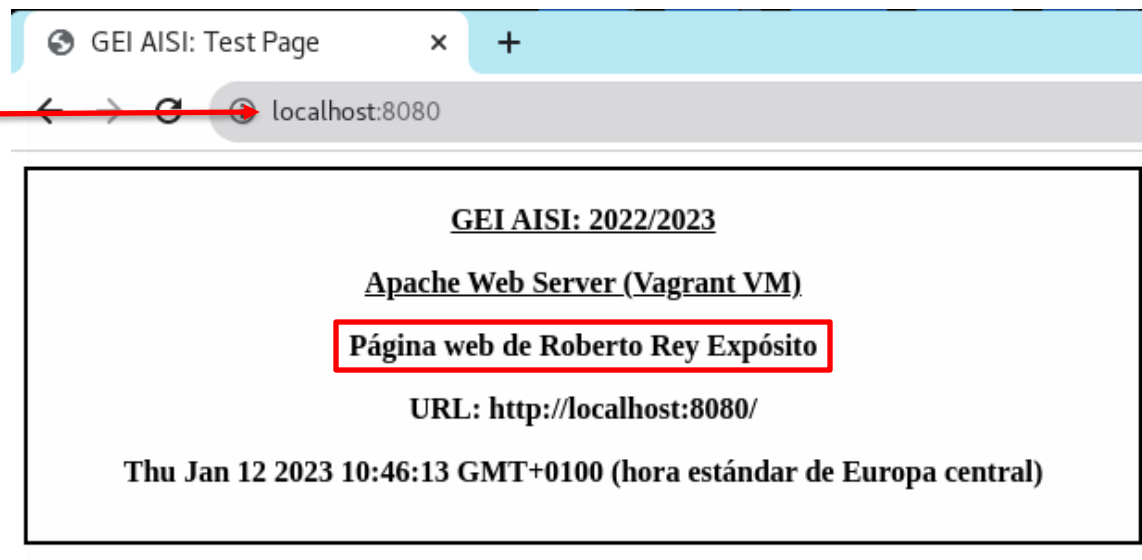 GEI AISI: Test Page
localhost:8080
GEI AISI: 2022/2023
Apache Web Server (Vagrant VM)
Página web de Roberto Rey Expósito
URL: http://localhost:8080/
Thu Jan 12 2023 10:46:13 GMT+0100 (hora estándar de Europa central)